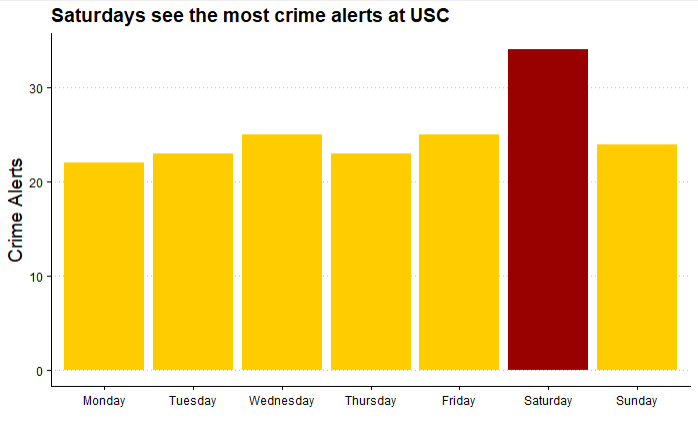 Saturdays see the most crime alerts at USC
Crime Alerts
30
20
10
0
Monday Tuesday Wednesday Thursday Friday Saturday Sunday